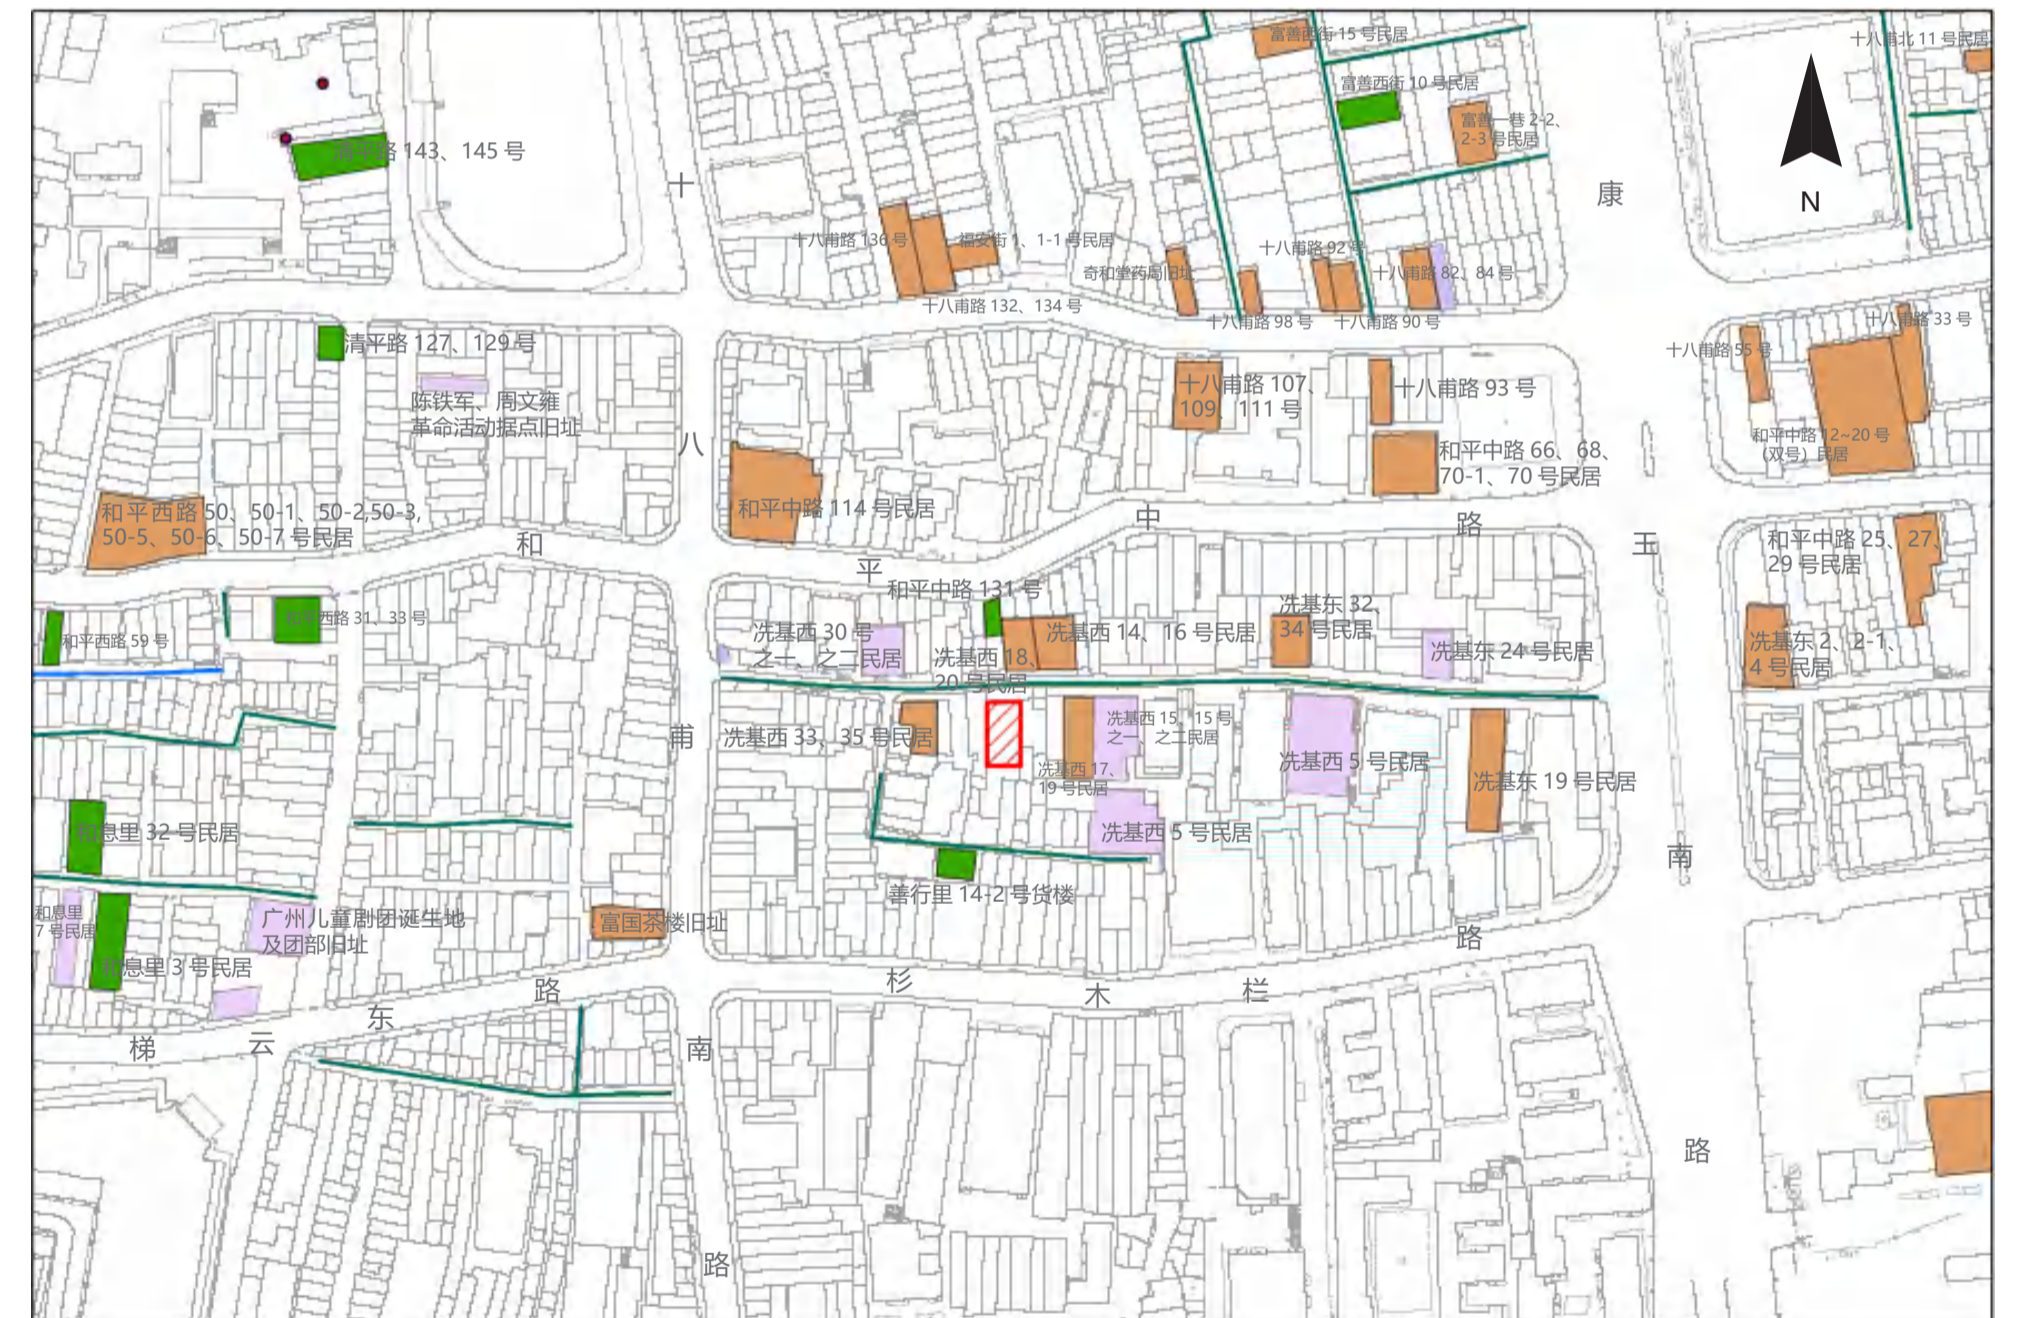 富善西街 15 号民居
十八甫北 11 号民居
富善西街 10 号民居
富善一巷 2-2、
2-3 号民居
清平路 143、145 号
十
康
N
十八甫路 136 号
福安街 1、1-1 号民居
十八甫路 92 号
奇和堂药局旧址
十八甫路 82、84 号
十八甫路 132、134 号
十八甫路 98 号
十八甫路 90 号
十八甫路 33 号
清平路 127、129 号
十八甫路 55 号
陈铁军、周文雍
革命活动据点旧址
十八甫路 107、
109、111 号
十八甫路 93 号
八
和平中路 66、68、
70-1、70 号民居
和平中路 12~20 号
（双号）民居
和平西路 50、50-1、50-2,50-3,
50-5、50-6、50-7 号民居
和平中路 114 号民居
和
平
中
路
王
和平中路 25、27、
29 号民居
和平中路 131 号
和平西路 31、33 号
和平西路 59 号
冼基西 30 号
之一、之二民居
冼基西 18、
20 号民居
冼基西 14、16 号民居
冼基东 32、
34 号民居
冼基东 24 号民居
冼基东 2、2-1、
4 号民居
甫
冼基西 33、35 号民居
冼基西 15、15 号
之一、之二民居
冼基西 17、
19 号民居
冼基西 5 号民居
冼基东 19 号民居
和息里 32 号民居
冼基西 5 号民居
南
善行里 14-2 号货楼
和息里
7 号民居
广州儿童剧团诞生地
及团部旧址
富国茶楼旧址
和息里 3 号民居
梯
云
东
路
杉
木
栏
路
南
路
路